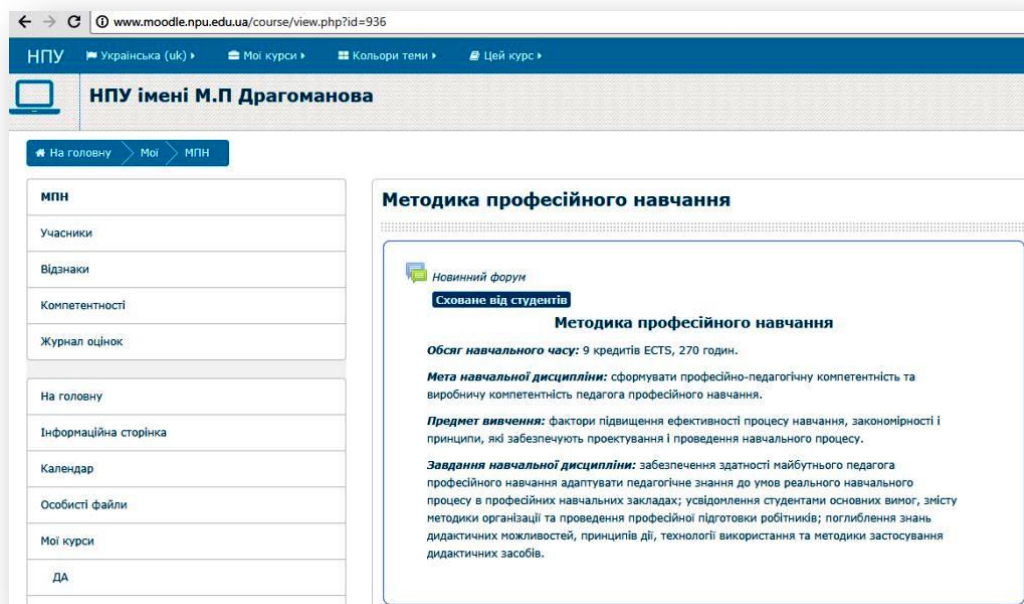 www.moodle.npu.edu.ua/course/view.php?id=936
НПУ Українська (uk) Мої курси Кольори теми Цей курс
НПУ імені М.П Драгоманова
На головну Мої МПН
МПН
Учасники
Відзнаки
Компетентності
Журнал оцінок
На головну
Інформаційна сторінка
Календар
Особисті файли
Мої курси
ДА
Методика професійного навчання
Новинний форум
Сховане від студентів
Методика професійного навчання
Обсяг навчального часу: 9 кредитів ECTS, 270 годин.
Мета навчальної дисципліни: сформувати професійно-педагогічну компетентність та
виробничу компетентність педагога професійного навчання.
Предмет вивчення: фактори підвищення ефективності процесу навчання, закономірності і
принципи, які забезпечують проектування і проведення навчального процесу.
Завдання навчальної дисципліни: забезпечення здатності майбутнього педагога
професійного навчання адаптувати педагогічне знання до умов реального навчального
процесу в професійних навчальних закладах; усвідомлення студентами основних вимог, змісту
методики організації та проведення професійної підготовки робітників; поглиблення знань
дидактичних можливостей, принципів дії, технології використання та методики застосування
дидактичних засобів.